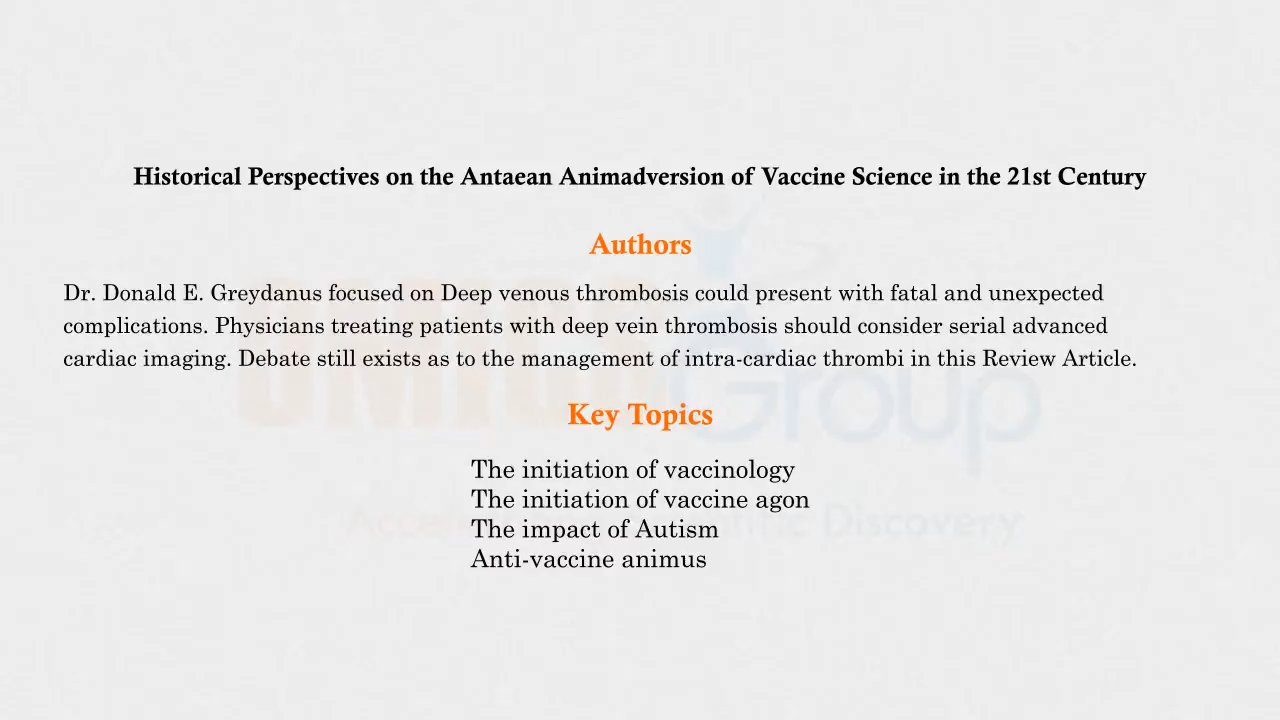 Historical Perspectives on the Antaean Animadversion of Vaccine Science in the 21st Century
Authors
Dr. Donald E. Greydanus focused on Deep venous thrombosis could present with fatal and unexpected
complications. Physicians treating patients with deep vein thrombosis should consider serial advanced
cardiac imaging. Debate still exists as to the management of intra-cardiac thrombi in this Review Article.
OMICS Group
Key Topics
The initiation of vaccinology
The initiation of vaccine agon
The impact of Autism
Anti-vaccine animus
Discovery